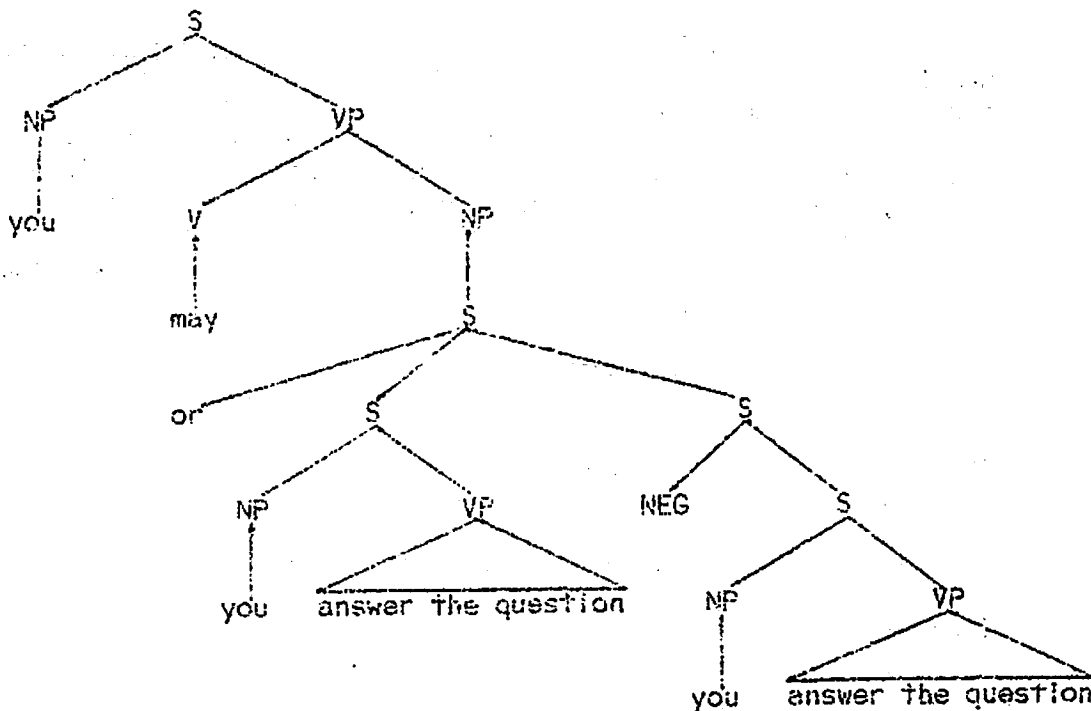 S
NP VP
you V NP
may S
or S S
NP VP NEG S
you answer the question NP VP
you answer the question